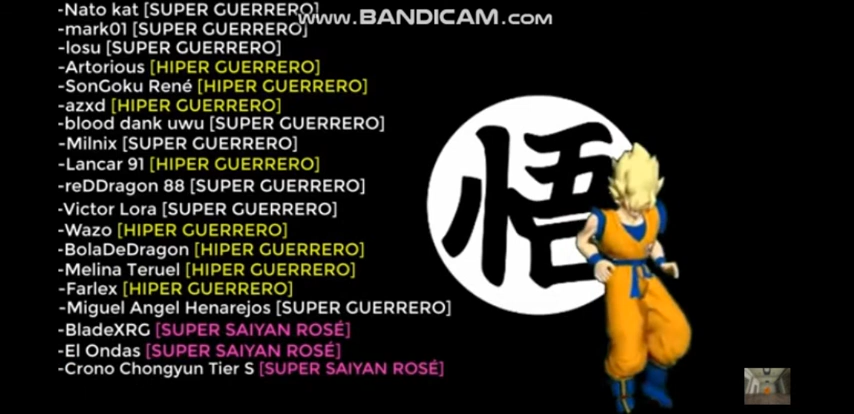 -Nato kat [SUPER GUERRERO]
www.BANDICAM.com
-mark01 [SUPER GUERRERO]
-losu [SUPER GUERRERO]
-Artorious [HIPER GUERRERO]
-SonGoku René [HIPER GUERRERO]
-azxd [HIPER GUERRERO]
-blood dank uwu [SUPER GUERRERO]
-Milnix [SUPER GUERRERO]
-Lancar 91 [HIPER GUERRERO]
-reDDragon 88 [SUPER GUERRERO]
-Victor Lora [SUPER GUERRERO]
-Wazo [HIPER GUERRERO]
-BolaDeDragon [HIPER GUERRERO]
-Melina Teruel [HIPER GUERRERO]
-Farlex [HIPER GUERRERO]
-Miguel Angel Henarejos [SUPER GUERRERO]
-BladeXRG [SUPER SAIYAN ROSÉ]
-El Ondas [SUPER SAIYAN ROSÉ]
-Crono Chongyun Tier S [SUPER SAIYAN ROSÉ]
悟